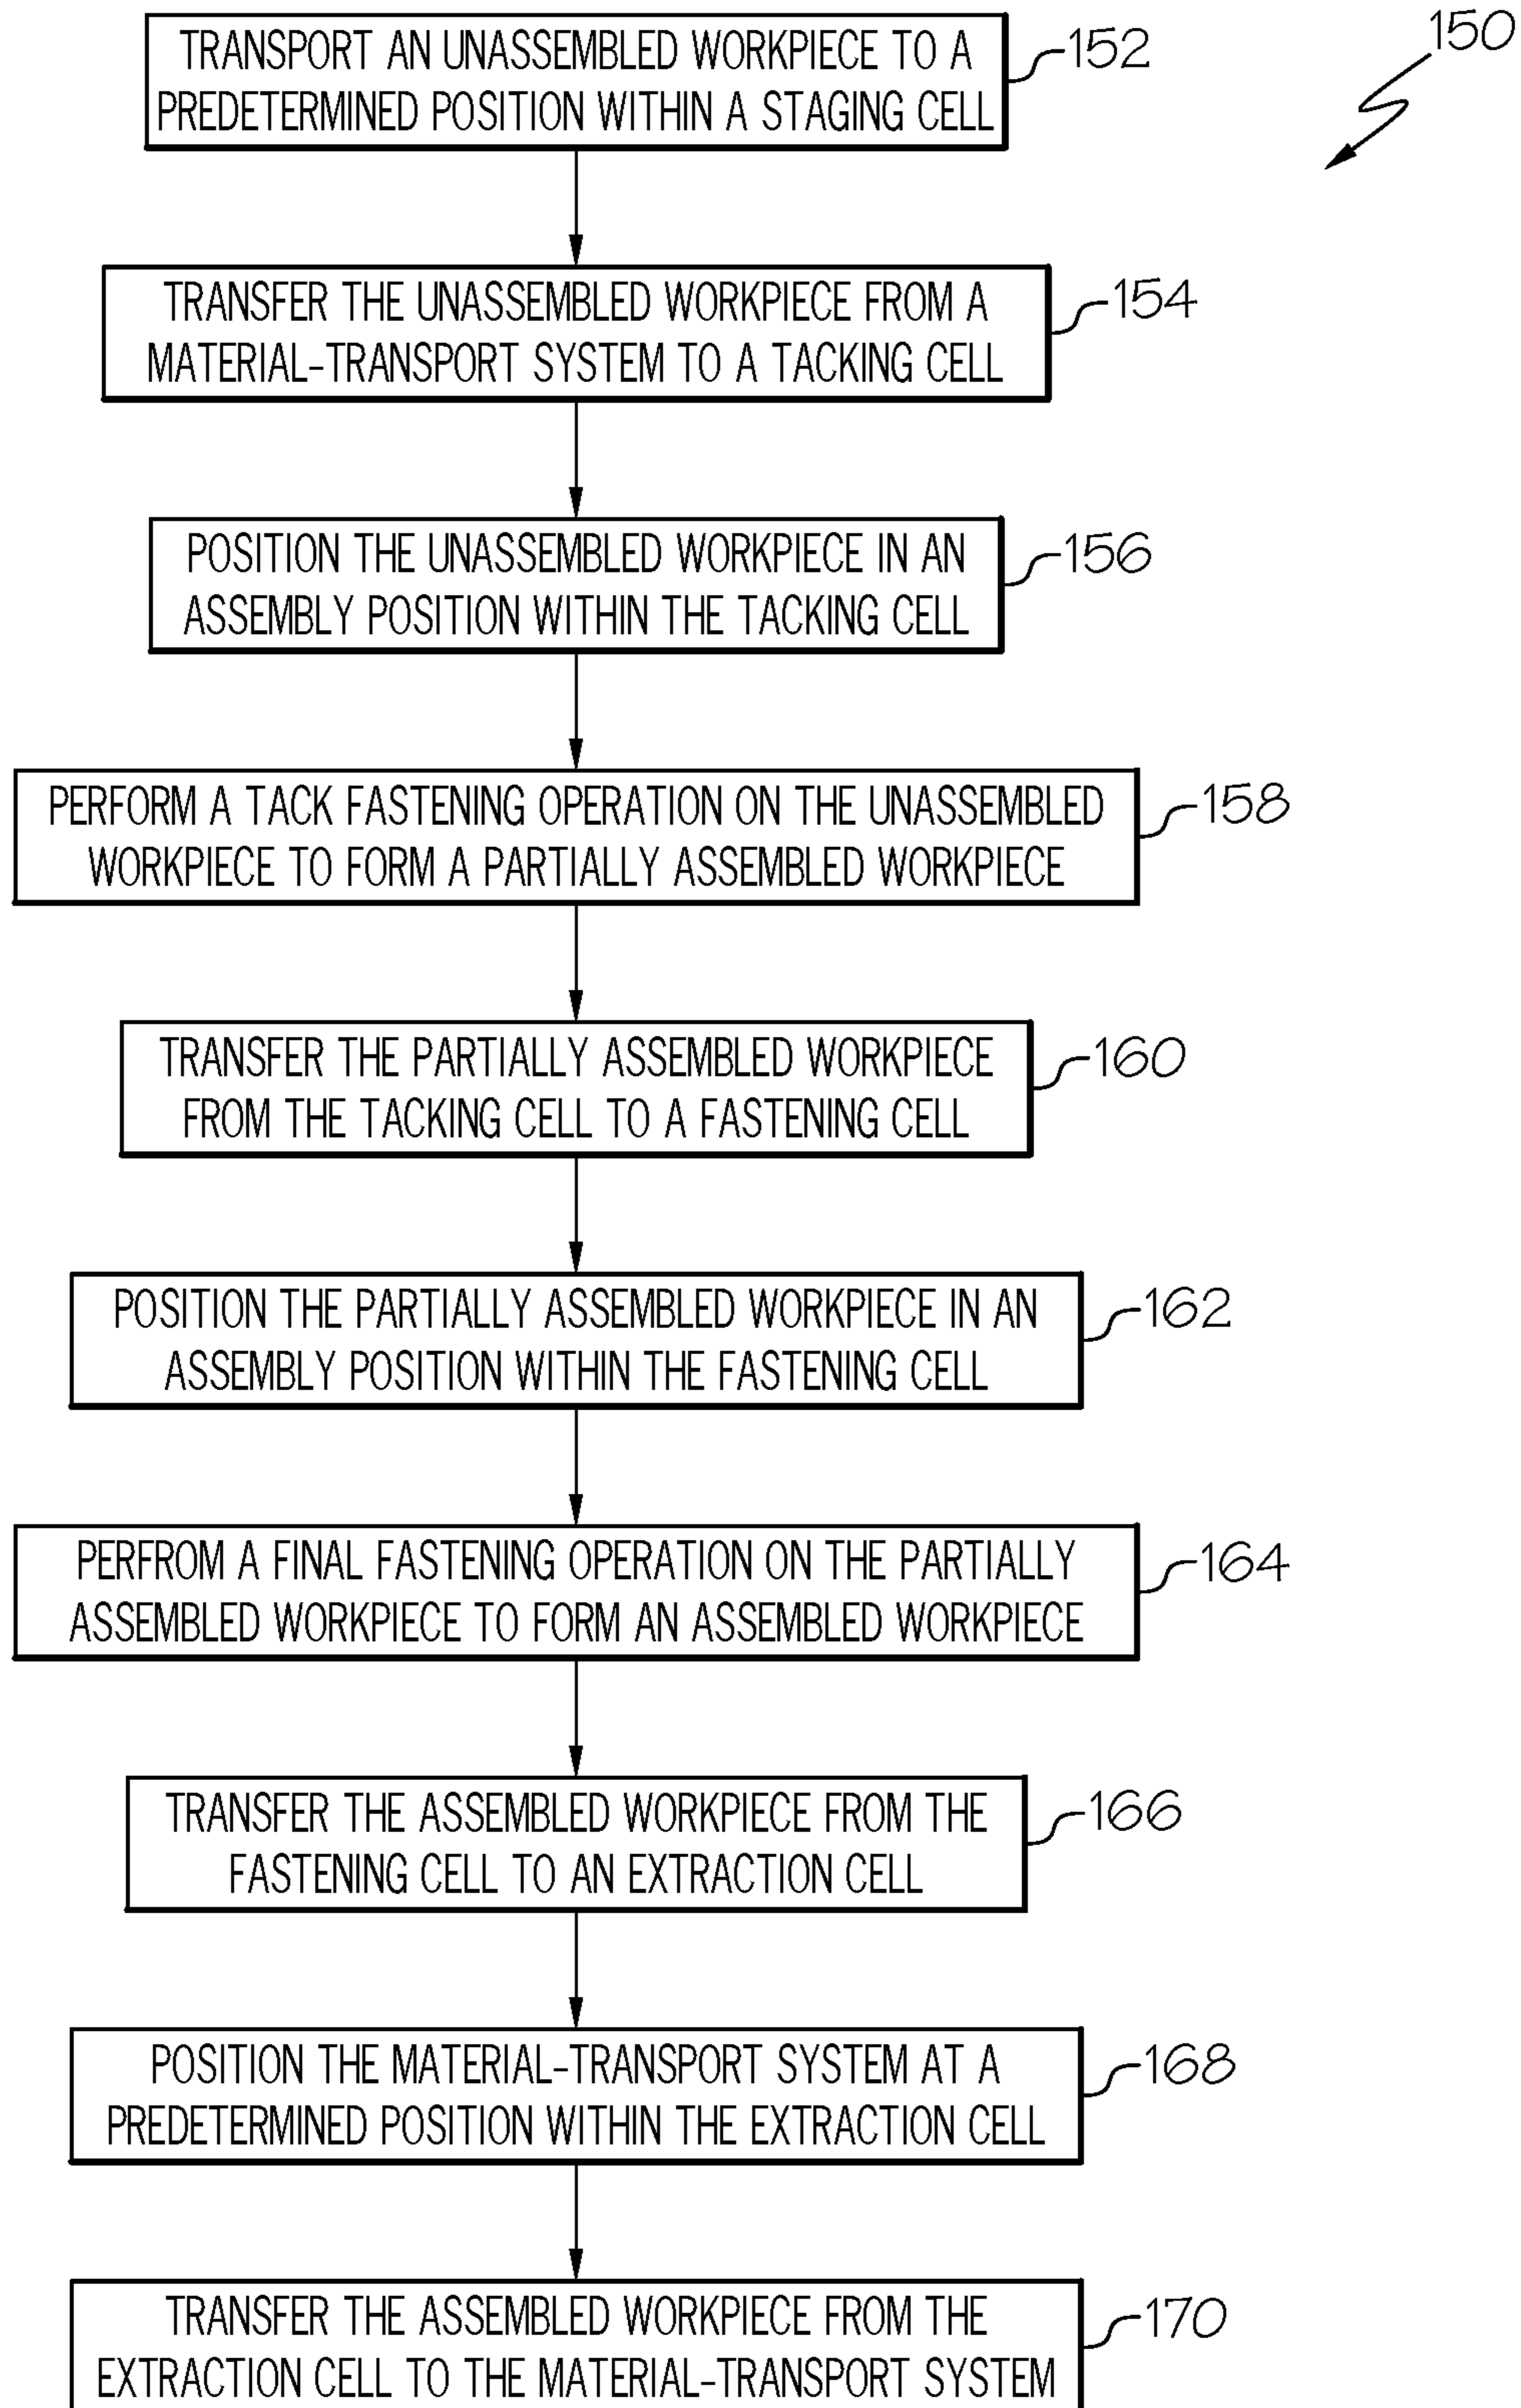 150
TRANSPORT AN UNASSEMBLED WORKPIECE TO A
PREDETERMINED POSITION WITHIN A STAGING CELL
152
TRANSFER THE UNASSEMBLED WORKPIECE FROM A
MATERIAL-TRANSPORT SYSTEM TO A TACKING CELL
154
POSITION THE UNASSEMBLED WORKPIECE IN AN
ASSEMBLY POSITION WITHIN THE TACKING CELL
156
PERFORM A TACK FASTENING OPERATION ON THE UNASSEMBLED
WORKPIECE TO FORM A PARTIALLY ASSEMBLED WORKPIECE
158
TRANSFER THE PARTIALLY ASSEMBLED WORKPIECE
FROM THE TACKING CELL TO A FASTENING CELL
160
POSITION THE PARTIALLY ASSEMBLED WORKPIECE IN AN
ASSEMBLY POSITION WITHIN THE FASTENING CELL
162
PERFROM A FINAL FASTENING OPERATION ON THE PARTIALLY
ASSEMBLED WORKPIECE TO FORM AN ASSEMBLED WORKPIECE
164
TRANSFER THE ASSEMBLED WORKPIECE FROM THE
FASTENING CELL TO AN EXTRACTION CELL
166
POSITION THE MATERIAL-TRANSPORT SYSTEM AT A
PREDETERMINED POSITION WITHIN THE EXTRACTION CELL
168
TRANSFER THE ASSEMBLED WORKPIECE FROM THE
EXTRACTION CELL TO THE MATERIAL-TRANSPORT SYSTEM
170